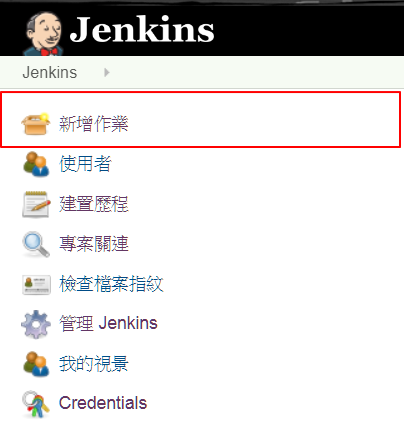 Jenkins
Jenkins
新增作業
使用者
建置歷程
專案關連
檢查檔案指紋
管理 Jenkins
我的視景
Credentials